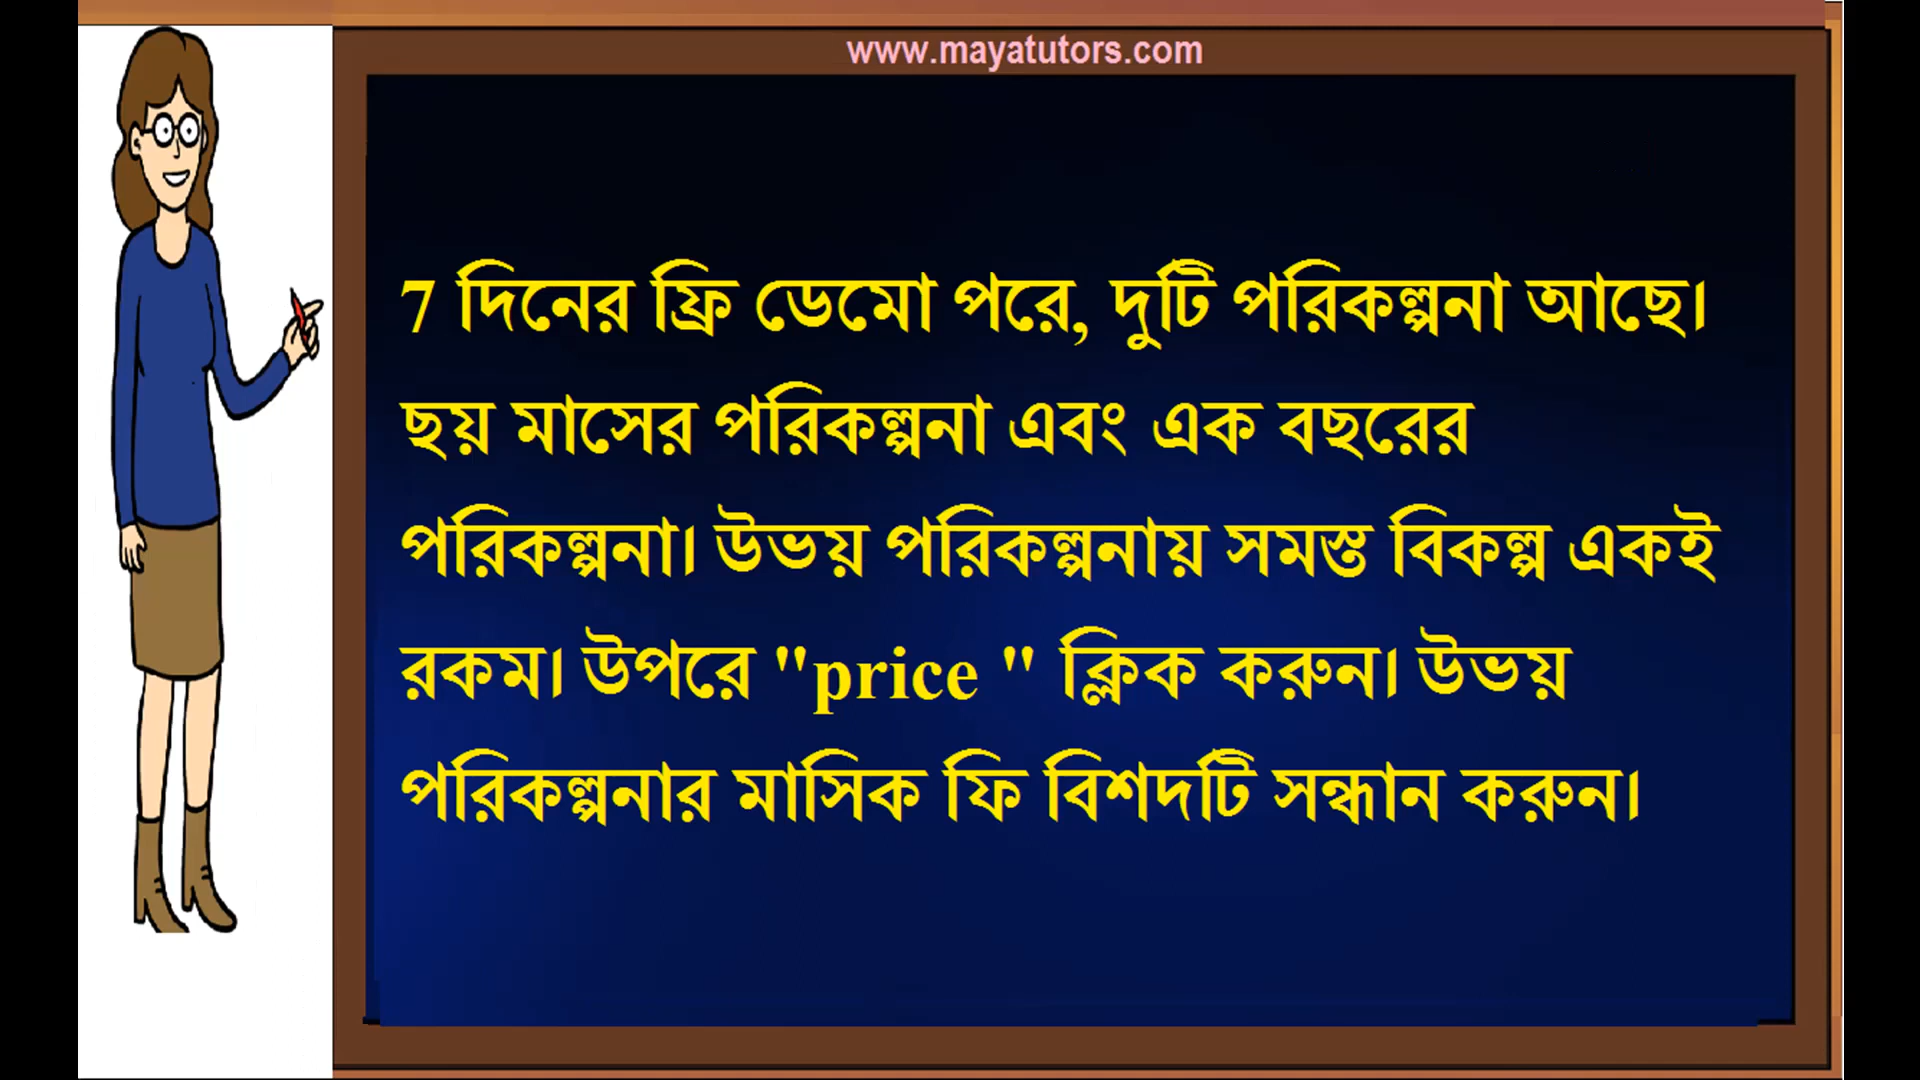 www.mayatutors.com
7 দিনের ফ্রি ডেমো পরে, দুটি পরিকল্পনা আছে।
ছয় মাসের পরিকল্পনা এবং এক বছরের
পরিকল্পনা। উভয় পরিকল্পনায় সমস্ত বিকল্প একই
রকম। উপরে "price " ক্লিক করুন। উভয়
পরিকল্পনার মাসিক ফি বিশদটি সন্ধান করুন।